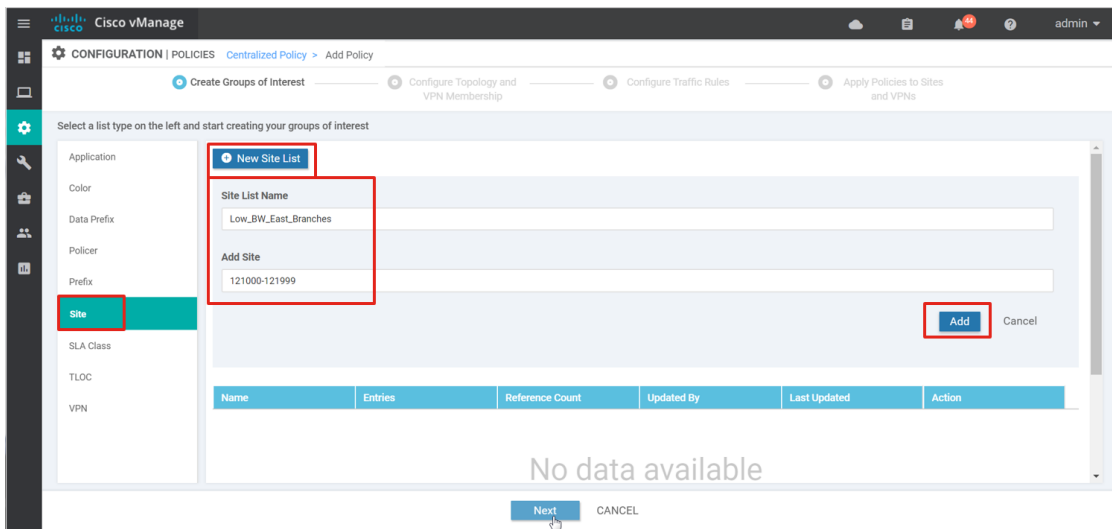 cisco Cisco vManage 44 admin
CONFIGURATION | POLICIES Centralized Policy > Add Policy
Create Groups of Interest
Configure Topology and
VPN Membership
Configure Traffic Rules
Apply Policies to Sites
and VPNs
Select a list type on the left and start creating your groups of interest
Application
Color
Data Prefix
Policer
Prefix
Site
SLA Class
TLOC
VPN
New Site List
Site List Name
Low_BW_East_Branches
Add Site
121000-121999
Add Cancel
Name Entries Reference Count Updated By Last Updated Action
No data available
Next CANCEL